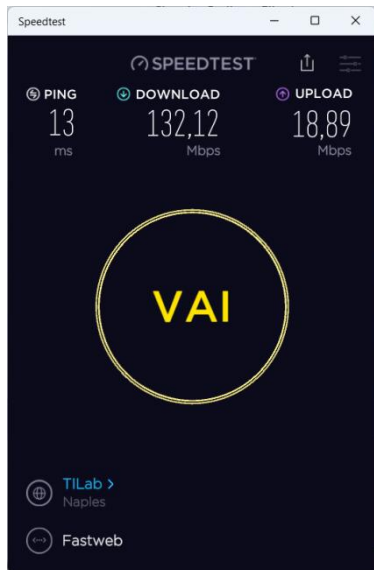 Speedtest
SPEEDTEST
PING
13
ms
DOWNLOAD
132,12
Mbps
UPLOAD
18,89
Mbps
VAI
TILab >
Naples
Fastweb